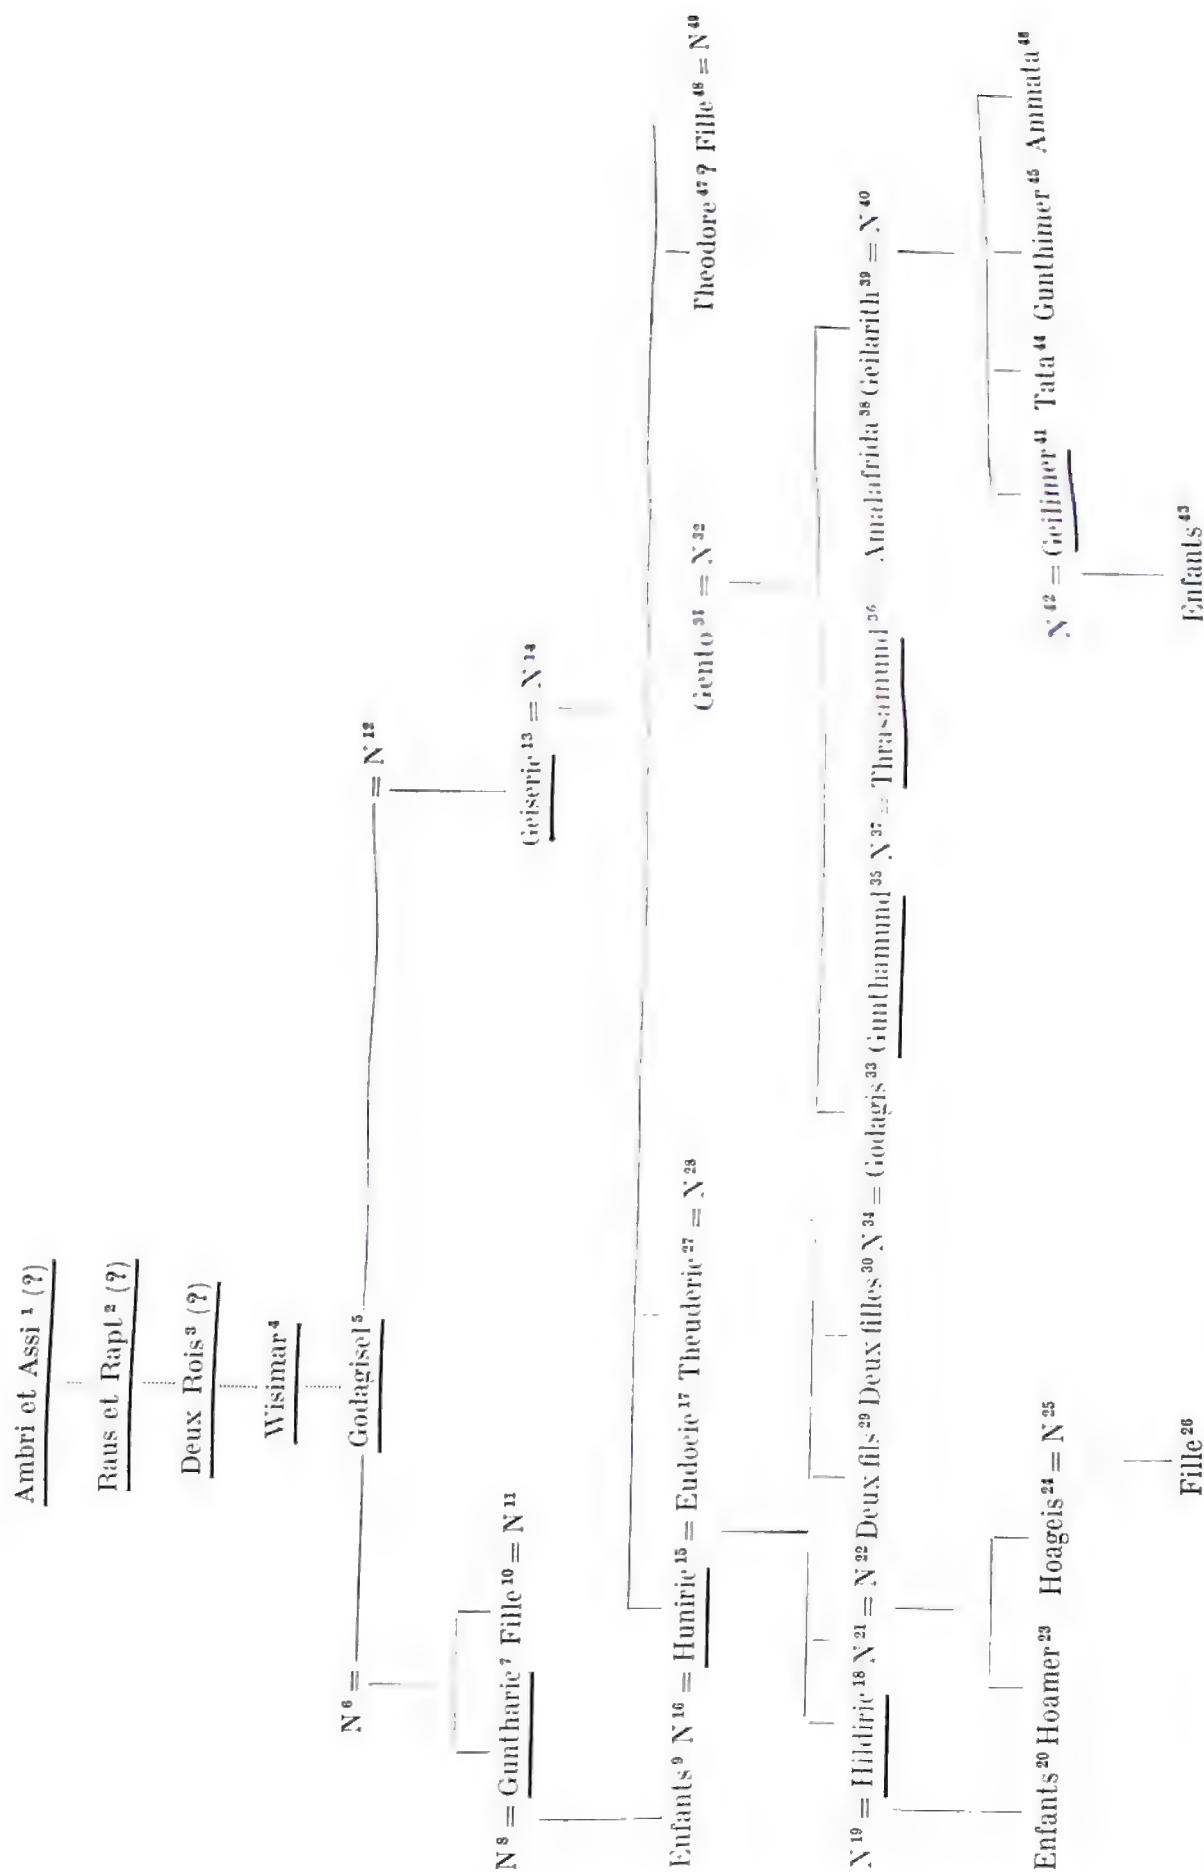 Ambri et Assi ¹ (?)
Raus et Rapt ² (?)
Deux Rois ³ (?)
Wisimar ⁴
Godagisel ⁵
N ⁶ = = N ¹²
N ⁸ = Guntharic ⁷ Fille ¹⁰ = N ¹¹ Geiseric ¹³ = N ¹⁴
Enfants ⁹ N ¹⁶ = Huniric ¹⁵ = Eudocie ¹⁷ Theuderic ²⁷ = N ²⁸ Gento ³¹ = N ³² Theodore ⁴⁷ ? Fille ⁴⁸ = N ⁴⁹
N ¹⁹ = Hildiric ¹⁸ N ²¹ = N ²² Deux fils ²⁹ Deux filles ³⁰ N ³⁴ = Godagis ³³ Gunthamund ³⁵ N ³⁷ = Thrasamund ³⁶ Amalafrida ³⁸ Geilarith ³⁹ = N ⁴⁰
Enfants ²⁰ Hoamer ²³ Hoageis ²⁴ = N ²⁵ N ⁴² = Geilimer ⁴¹ Tata ⁴⁴ Gunthimer ⁴⁵ Ammata ⁴⁶
Fille ²⁶ Enfants ⁴³